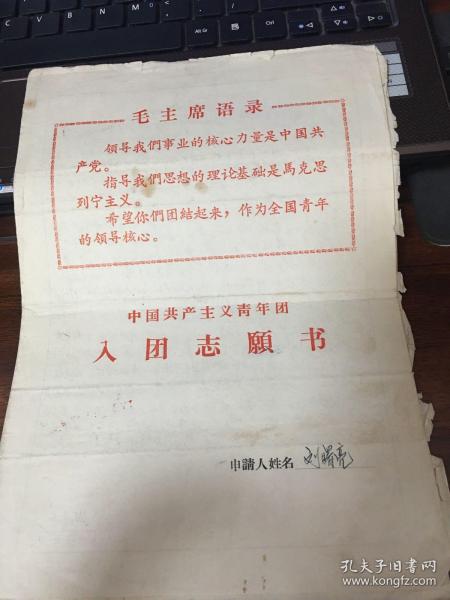 毛主席语录
领导我們事业的核心力量是中国共
产党。
指导我們思想的理论基础是馬克思
列宁主义。
希望你們团結起来，作为全国青年
的领导核心。
中国共产主义青年团
入团志願书
申請人姓名 刘曙亮
孔夫子旧书网
www.kongfz.com